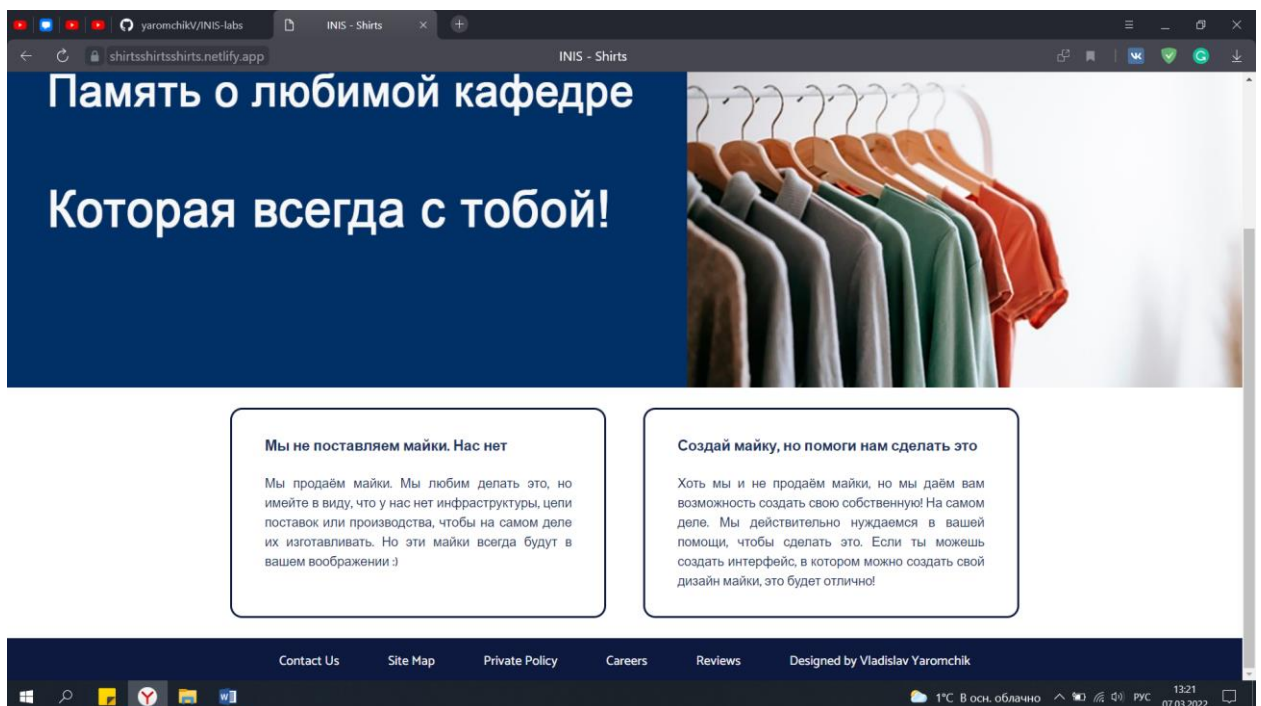 yaromchikV/INIS-labs
INIS - Shirts
shirtsshirtsshirts.netlify.app
INIS - Shirts
Память о любимой кафедре
Которая всегда с тобой!
Мы не поставляем майки. Нас нет
Мы продаём майки. Мы любим делать это, но
имейте в виду, что у нас нет инфраструктуры, цепи
поставок или производства, чтобы на самом деле
их изготавливать. Но эти майки всегда будут в
вашем воображении :)
Создай майку, но помоги нам сделать это
Хоть мы и не продаём майки, но мы даём вам
возможность создать свою собственную! На самом
деле. Мы действительно нуждаемся в вашей
помощи, чтобы сделать это. Если ты можешь
создать интерфейс, в котором можно создать свой
дизайн майки, это будет отлично!
Contact Us Site Map Private Policy Careers Reviews Designed by Vladislav Yaromchik
1°C В осн. облачно РУС 13:21
07.03.2022